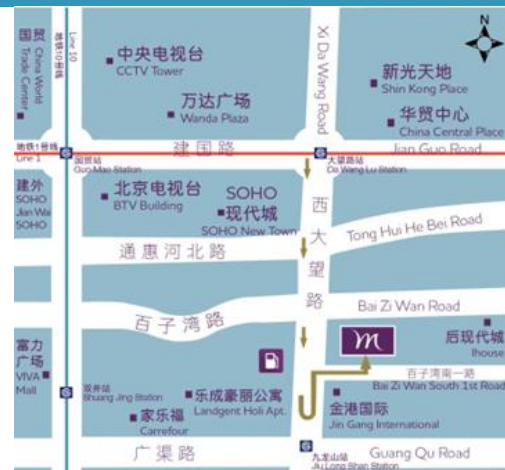 N
国贸
China World
Trade Center
地铁10号线
Line 10
中央电视台
CCTV Tower
万达广场
Wanda Plaza
Xi Da Wang Road
新光天地
Shin Kong Place
华贸中心
China Central Place
地铁1号线
Line 1
国贸站
Guo Mao Station
建国路
大望路站
Da Wang Lu Station
Jian Guo Road
建外
SOHO
Jian Wai
SOHO
北京电视台
BTV Building
SOHO
现代城
SOHO New Town
西大望路
Tong Hui He Bei Road
通惠河北路
Bai Zi Wan Road
百子湾路
m
后现代城
Ihouse
富力
广场
VIVA
Mall
双井站
Shuang Jing Station
乐成豪丽公寓
Landgent Holi Apt.
百子湾南一路
Bai Zi Wan South 1st Road
家乐福
Carrefour
金港国际
Jin Gang International
广渠路
九龙山站
Jiu Long Shan Station
Guang Qu Road